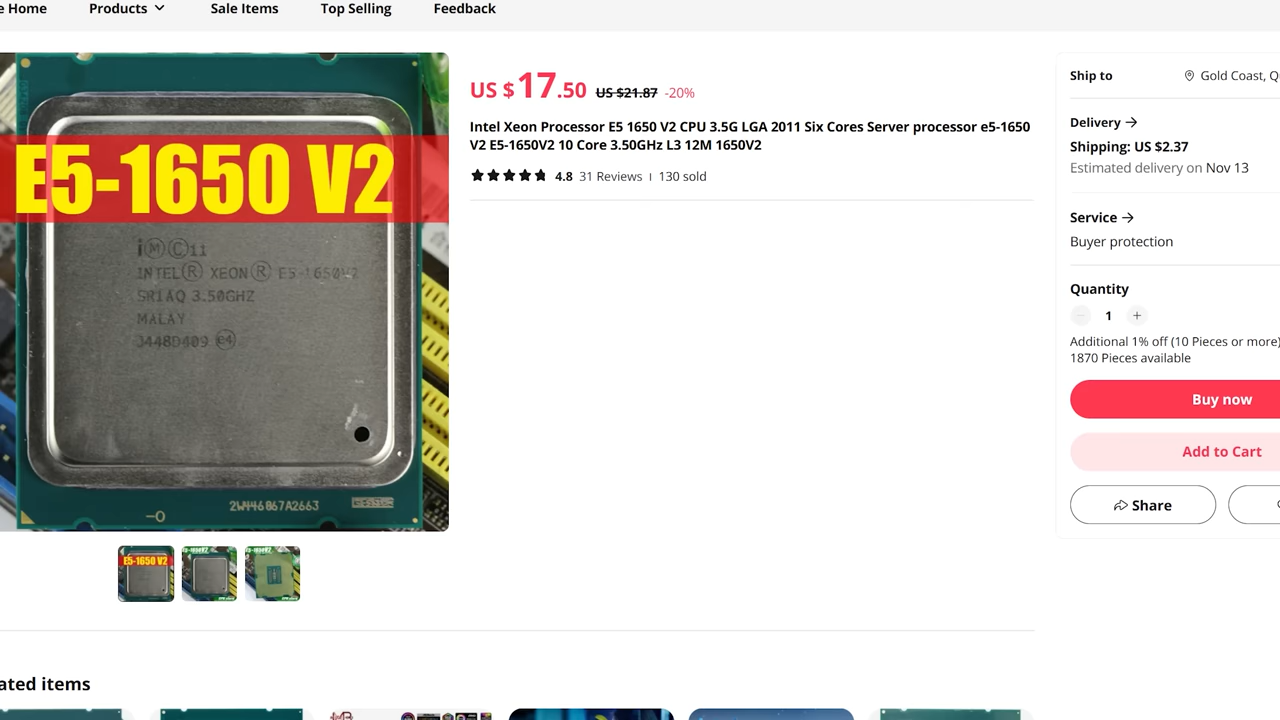 e Home Products Sale Items Top Selling Feedback
E5-1650 V2
i Ⓜ Ⓒ11
INTEL® XEON® E5-1650V2
SR1AQ 3.50GHZ
MALAY
J448D409 e4
US $17.50 US $21.87 -20%
Intel Xeon Processor E5 1650 V2 CPU 3.5G LGA 2011 Six Cores Server processor e5-1650
V2 E5-1650V2 10 Core 3.50GHz L3 12M 1650V2
4.8 31 Reviews 130 sold
Ship to Gold Coast, Q
Delivery
Shipping: US $2.37
Estimated delivery on Nov 13
Service
Buyer protection
Quantity
1
Additional 1% off (10 Pieces or more)
1870 Pieces available
Buy now
Add to Cart
Share
E5-1650 V2
ated items